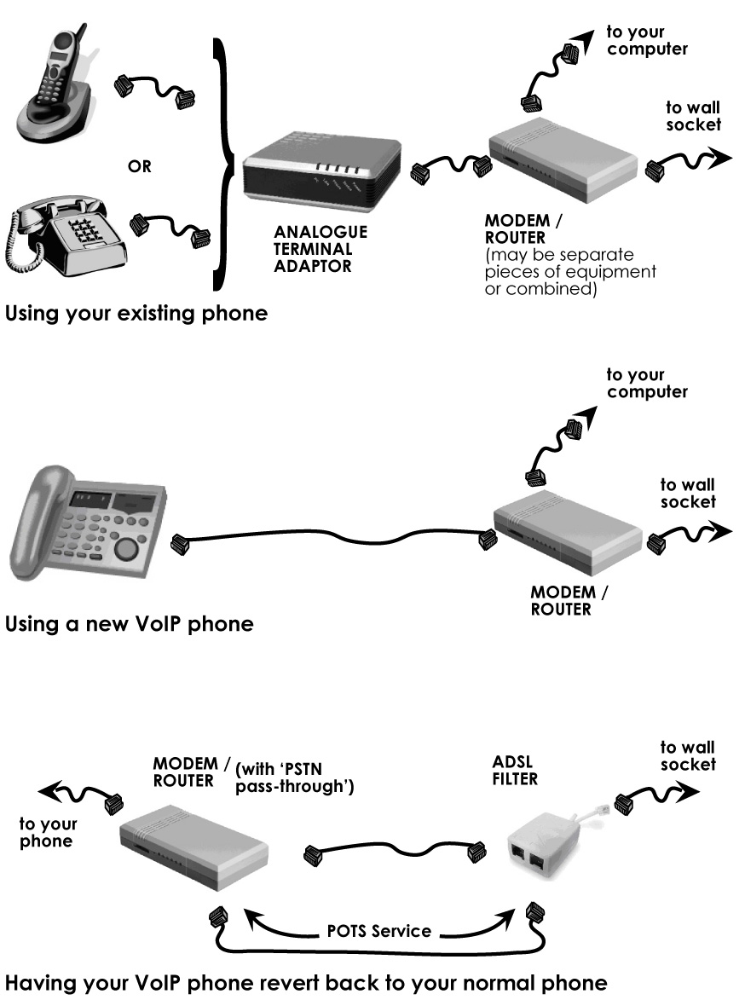 to your
computer
to wall
socket
OR
ANALOGUE
TERMINAL
ADAPTOR
MODEM /
ROUTER
(may be separate
pieces of equipment
or combined)
Using your existing phone
to your
computer
to wall
socket
MODEM /
ROUTER
Using a new VoIP phone
to your
phone
MODEM /
ROUTER
(with ‘PSTN
pass-through’)
ADSL
FILTER
to wall
socket
POTS Service
Having your VoIP phone revert back to your normal phone